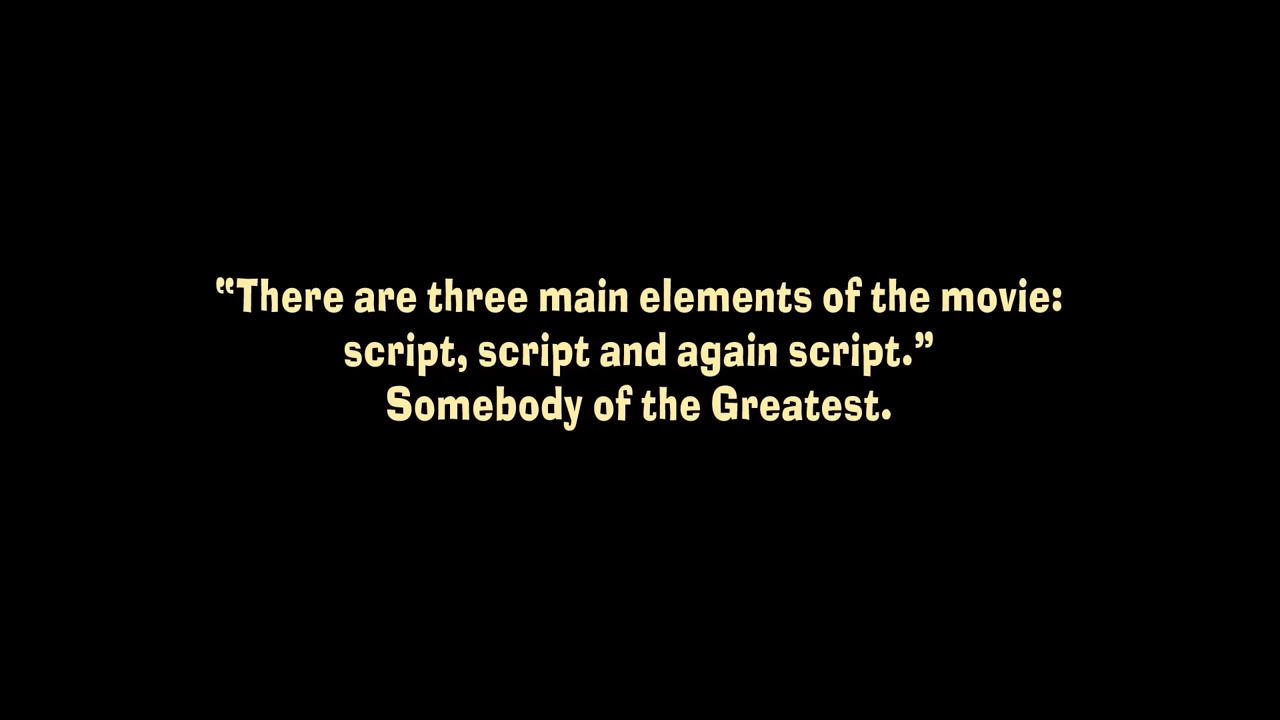 “There are three main elements of the movie:
script, script and again script.”
Somebody of the Greatest.